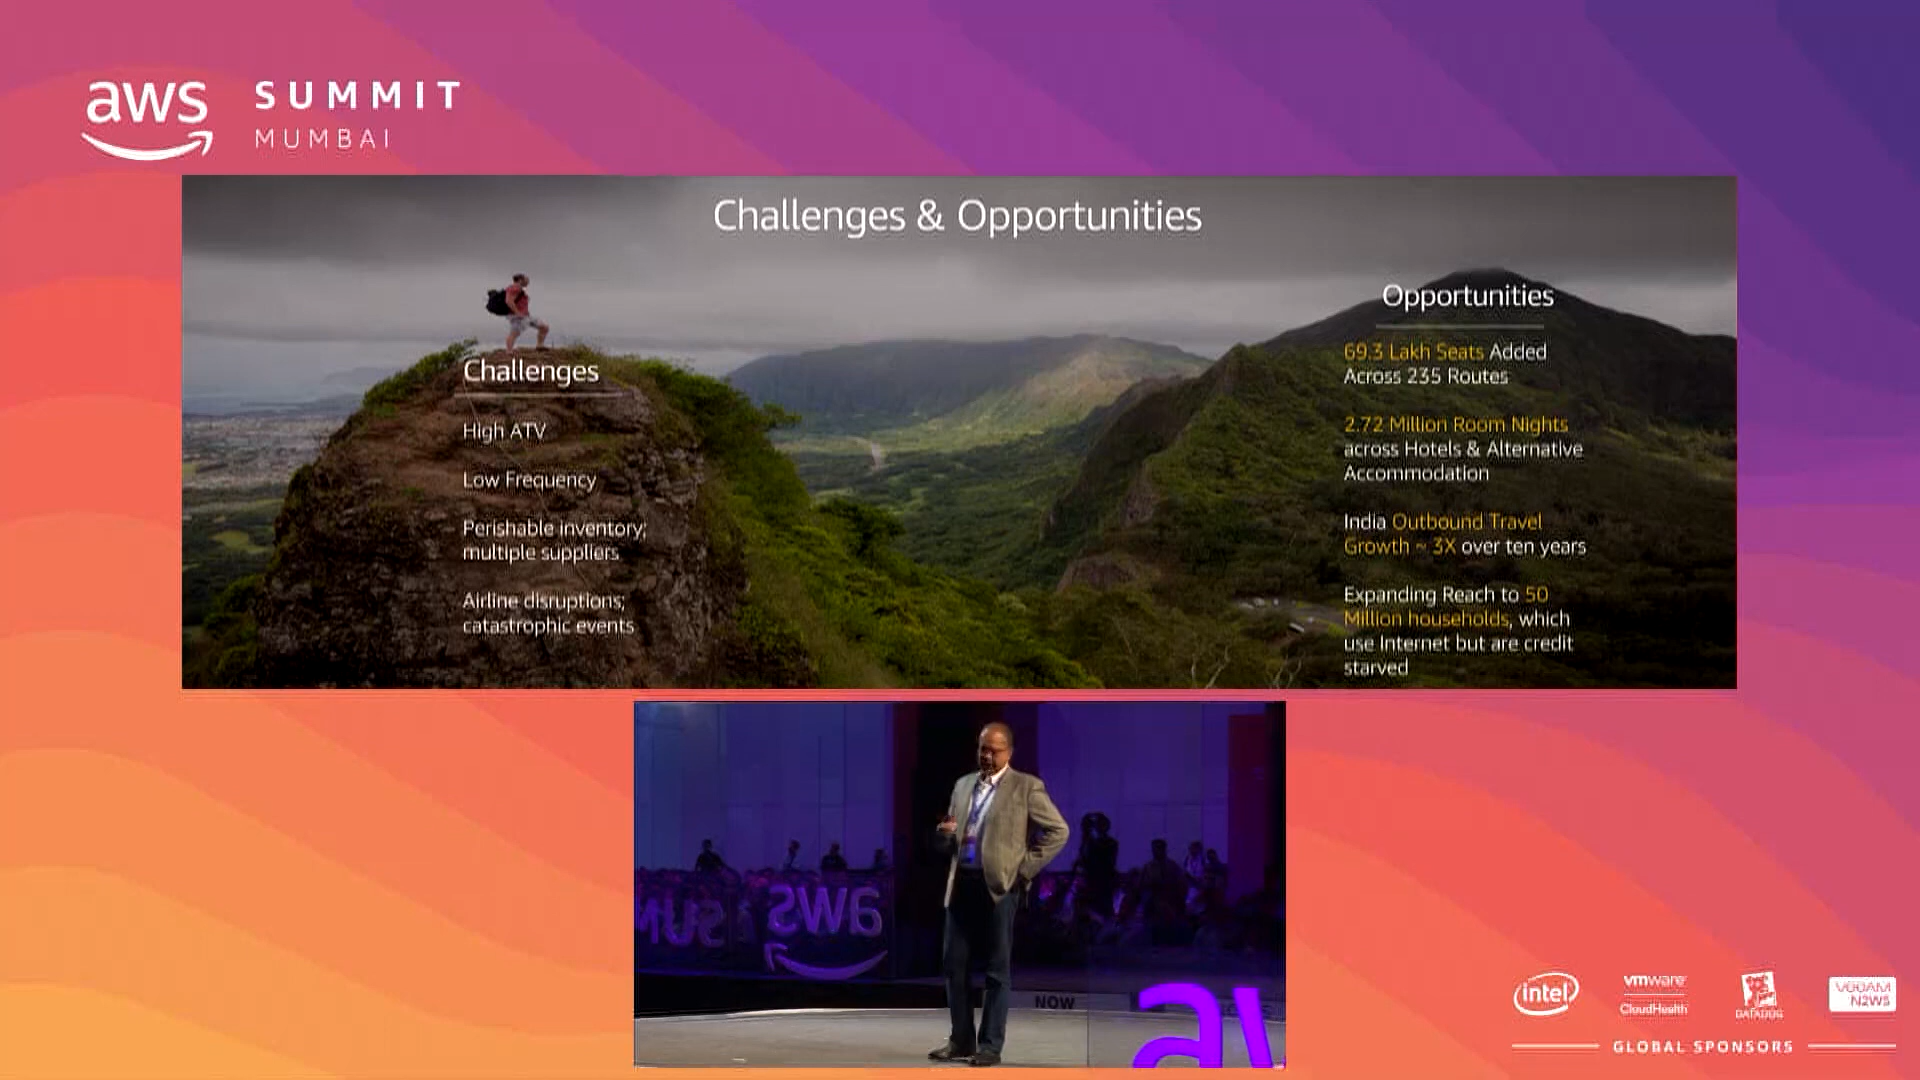 aws
SUMMIT
MUMBAI
Challenges & Opportunities
Challenges
High ATV
Low Frequency
Perishable inventory;
multiple suppliers
Airline disruptions;
catastrophic events
Opportunities
69.3 Lakh Seats Added
Across 235 Routes
2.72 Million Room Nights
across Hotels & Alternative
Accommodation
India Outbound Travel
Growth ~ 3X over ten years
Expanding Reach to 50
Million households, which
use Internet but are credit
starved
aws
NOW
intel
vmware
CloudHealth
DATADOG
VEEAM
N2WS
GLOBAL SPONSORS